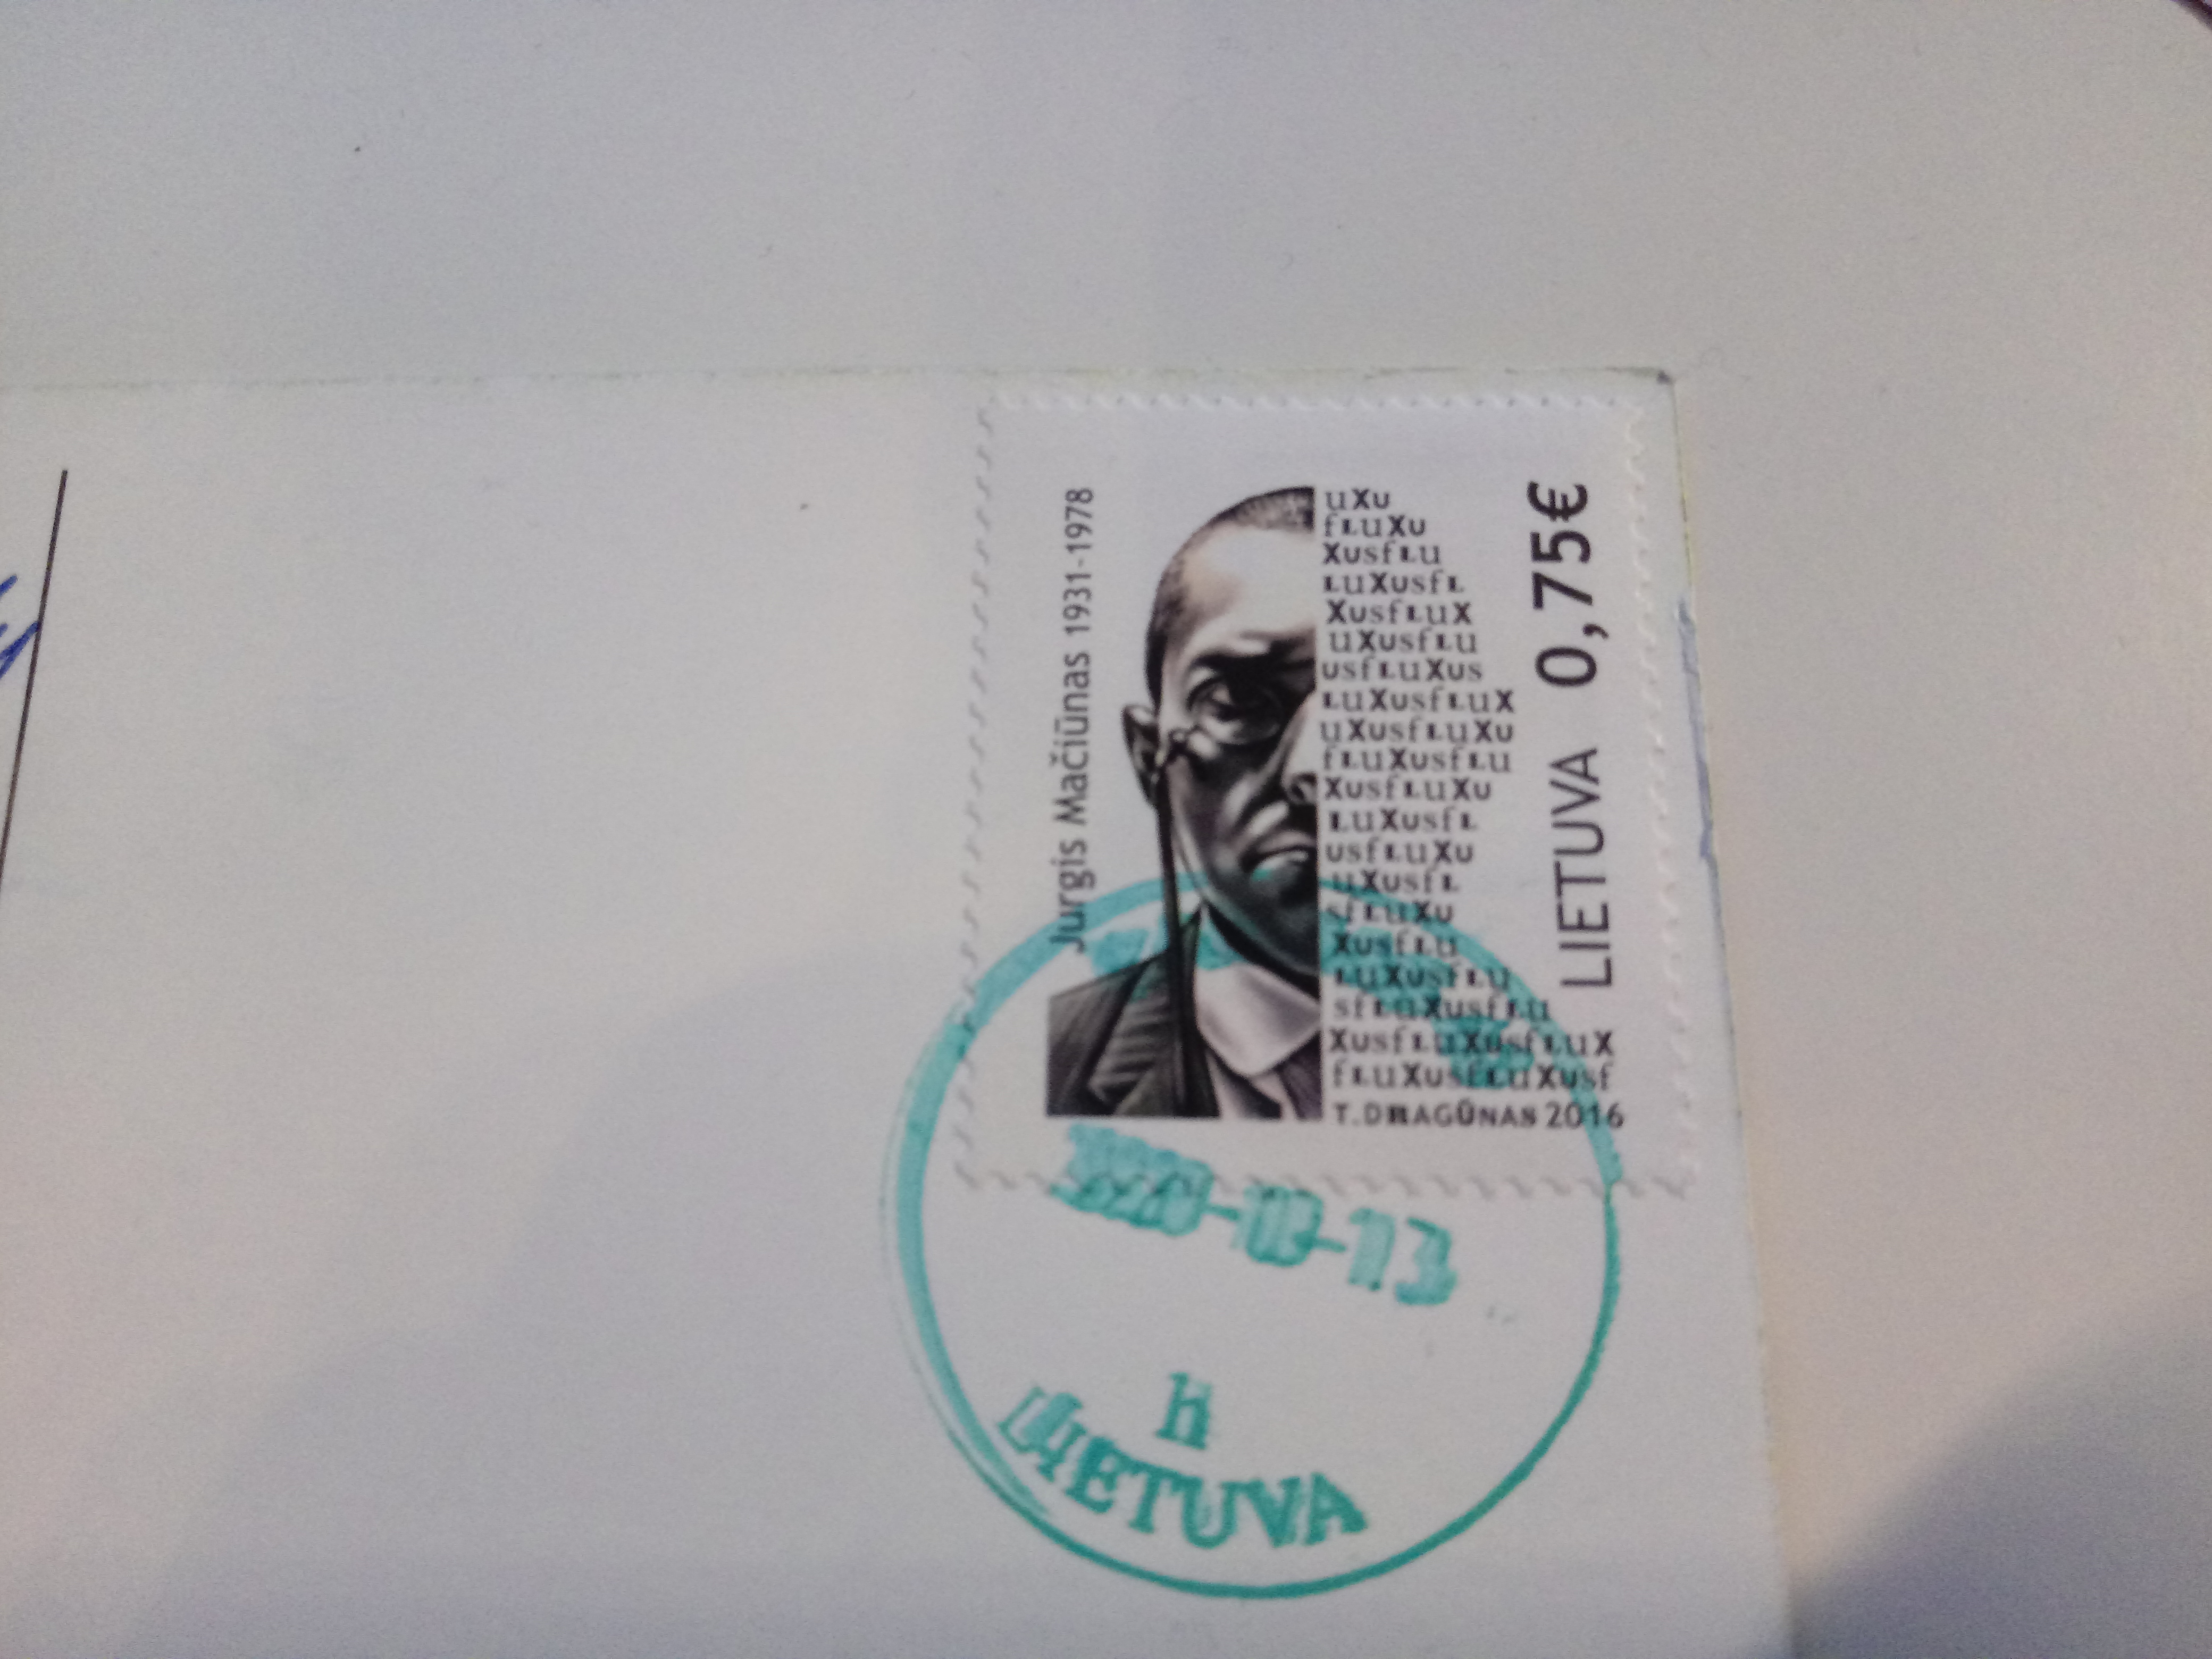 Jurgis Mačiūnas 1931-1978
uXu
fLuXu
XusfLu
LuXusfL
XusfLuX
uXusfLu
usfLuXus
LuXusfLuX
uXusfLuXu
fLuXusfLu
XusfLuXu
LuXusfL
usfLuXu
uXusfL
sfLuXu
XusfLu
LuXusfLu
sfLuXusfLu
XusfLuXusfLuX
fLuXusfLuXusf
T.DRAGŪNAS 2016
LIETUVA 0,75€
13
H
LIETUVA